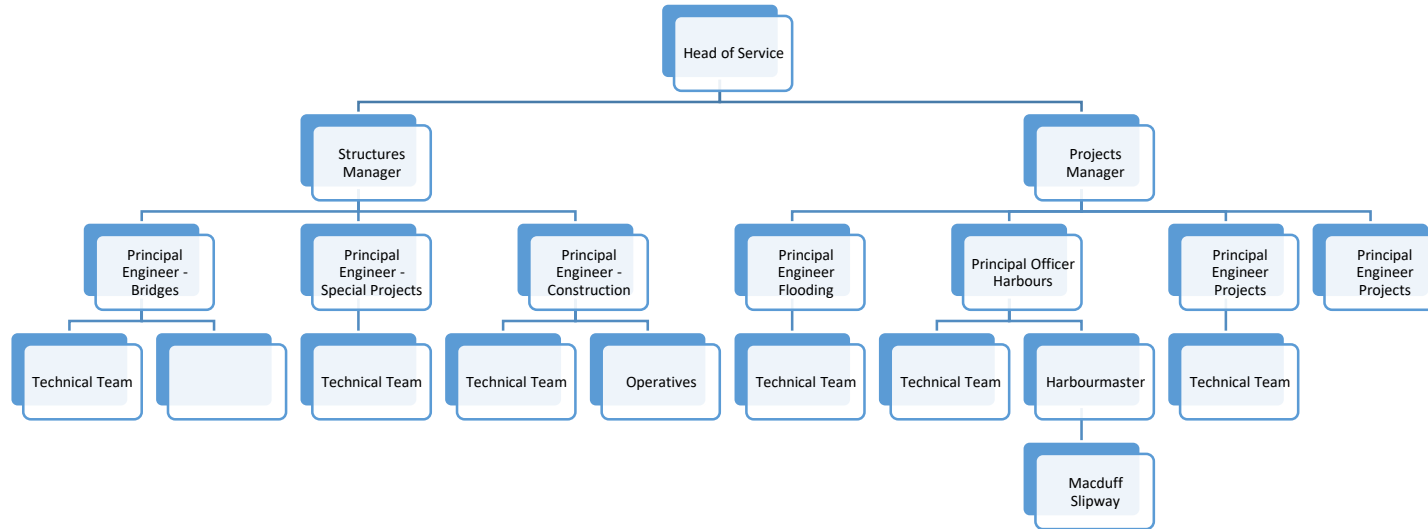 Head of Service
Structures
Manager
Projects
Manager
Principal
Engineer -
Bridges
Principal
Engineer -
Special Projects
Principal
Engineer -
Construction
Principal
Engineer
Flooding
Principal Officer
Harbours
Principal
Engineer
Projects
Principal
Engineer
Projects
Technical Team
Technical Team
Technical Team
Operatives
Technical Team
Technical Team
Harbourmaster
Technical Team
Macduff
Slipway